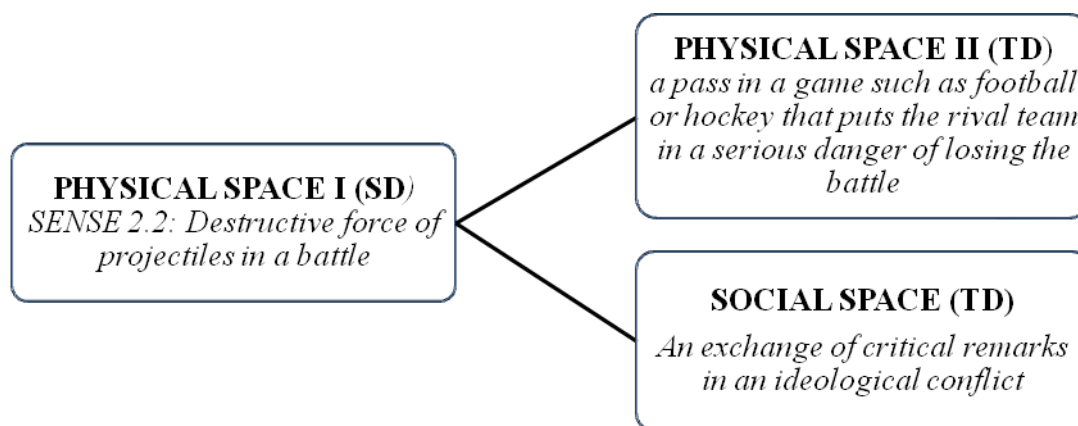 PHYSICAL SPACE I (SD)
SENSE 2.2: Destructive force of
projectiles in a battle
PHYSICAL SPACE II (TD)
a pass in a game such as football
or hockey that puts the rival team
in a serious danger of losing the
battle
SOCIAL SPACE (TD)
An exchange of critical remarks
in an ideological conflict